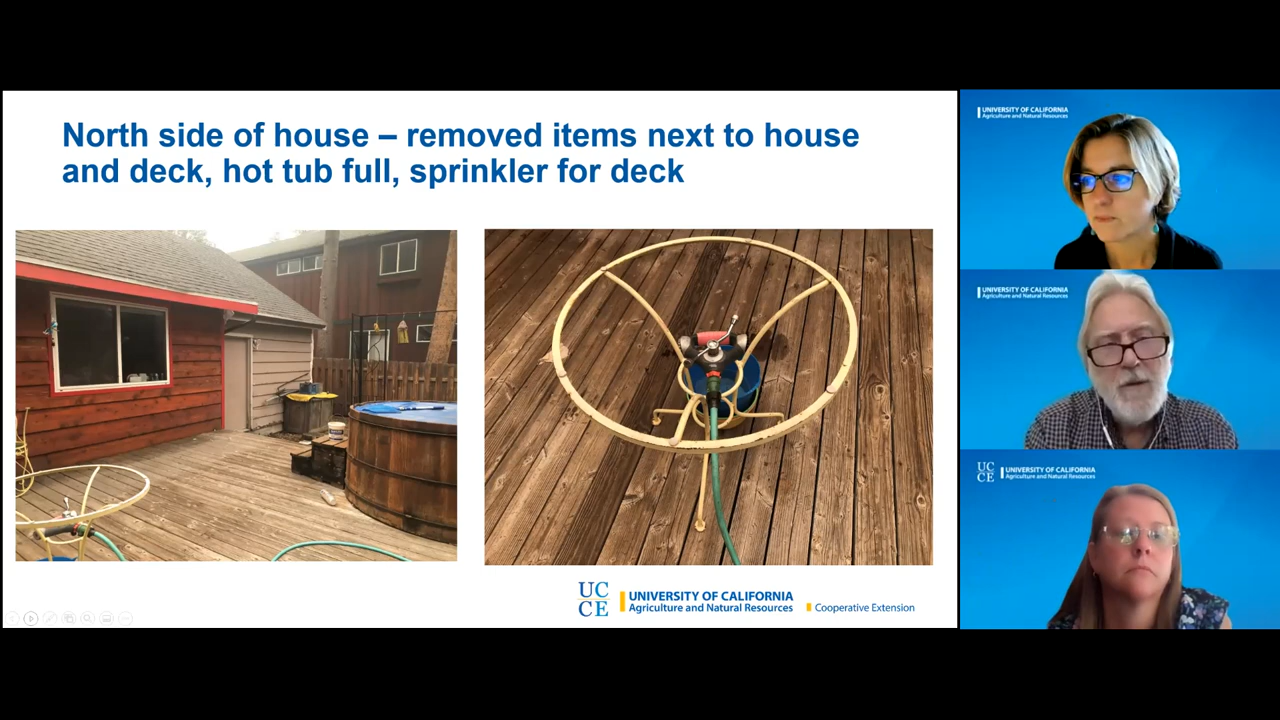 North side of house – removed items next to house
and deck, hot tub full, sprinkler for deck
UC
CE
UNIVERSITY OF CALIFORNIA
Agriculture and Natural Resources
Cooperative Extension
UNIVERSITY OF CALIFORNIA
Agriculture and Natural Resources
UNIVERSITY OF CALIFORNIA
Agriculture and Natural Resources
UC
CE
UNIVERSITY OF CALIFORNIA
Agriculture and Natural Resources